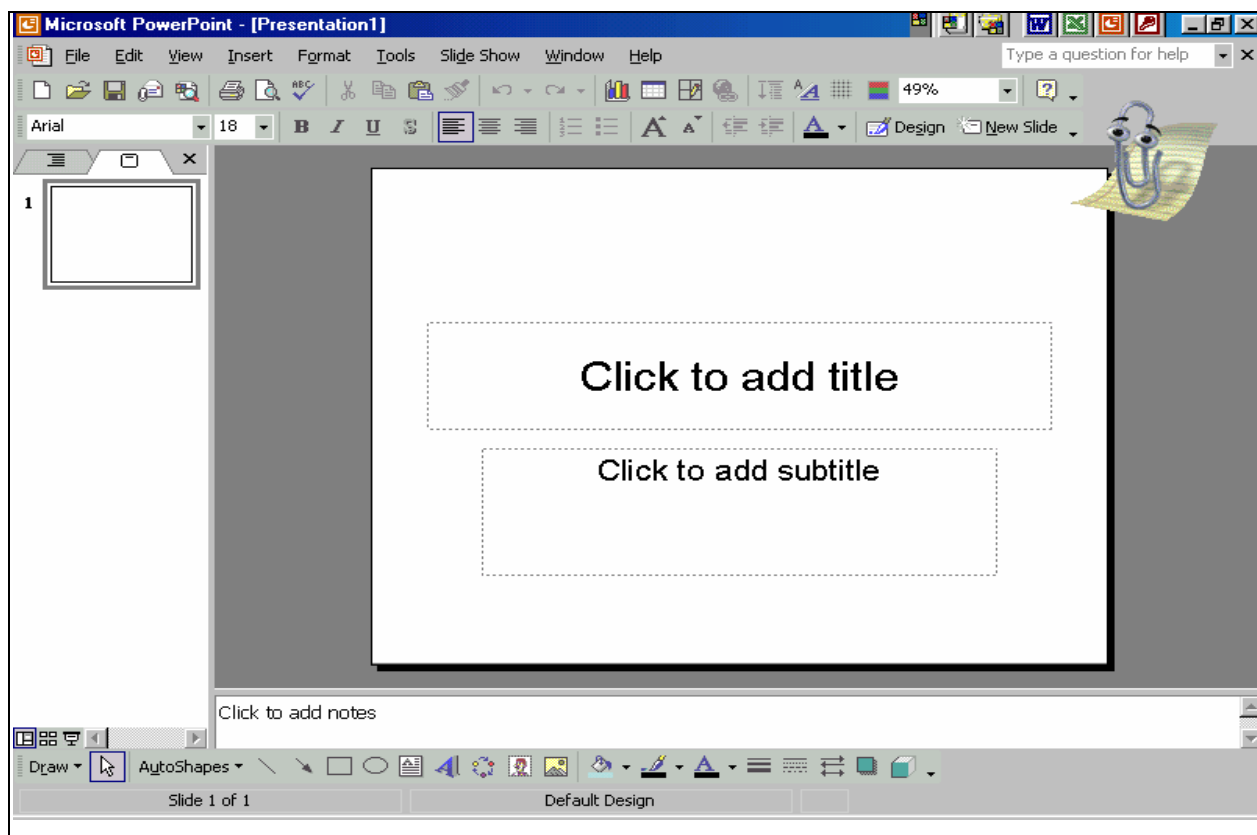 Microsoft PowerPoint - [Presentation1]
File Edit View Insert Format Tools Slide Show Window Help Type a question for help
49%
Arial 18 B I U S Design New Slide
1
Click to add title
Click to add subtitle
Click to add notes
Draw AutoShapes
Slide 1 of 1 Default Design